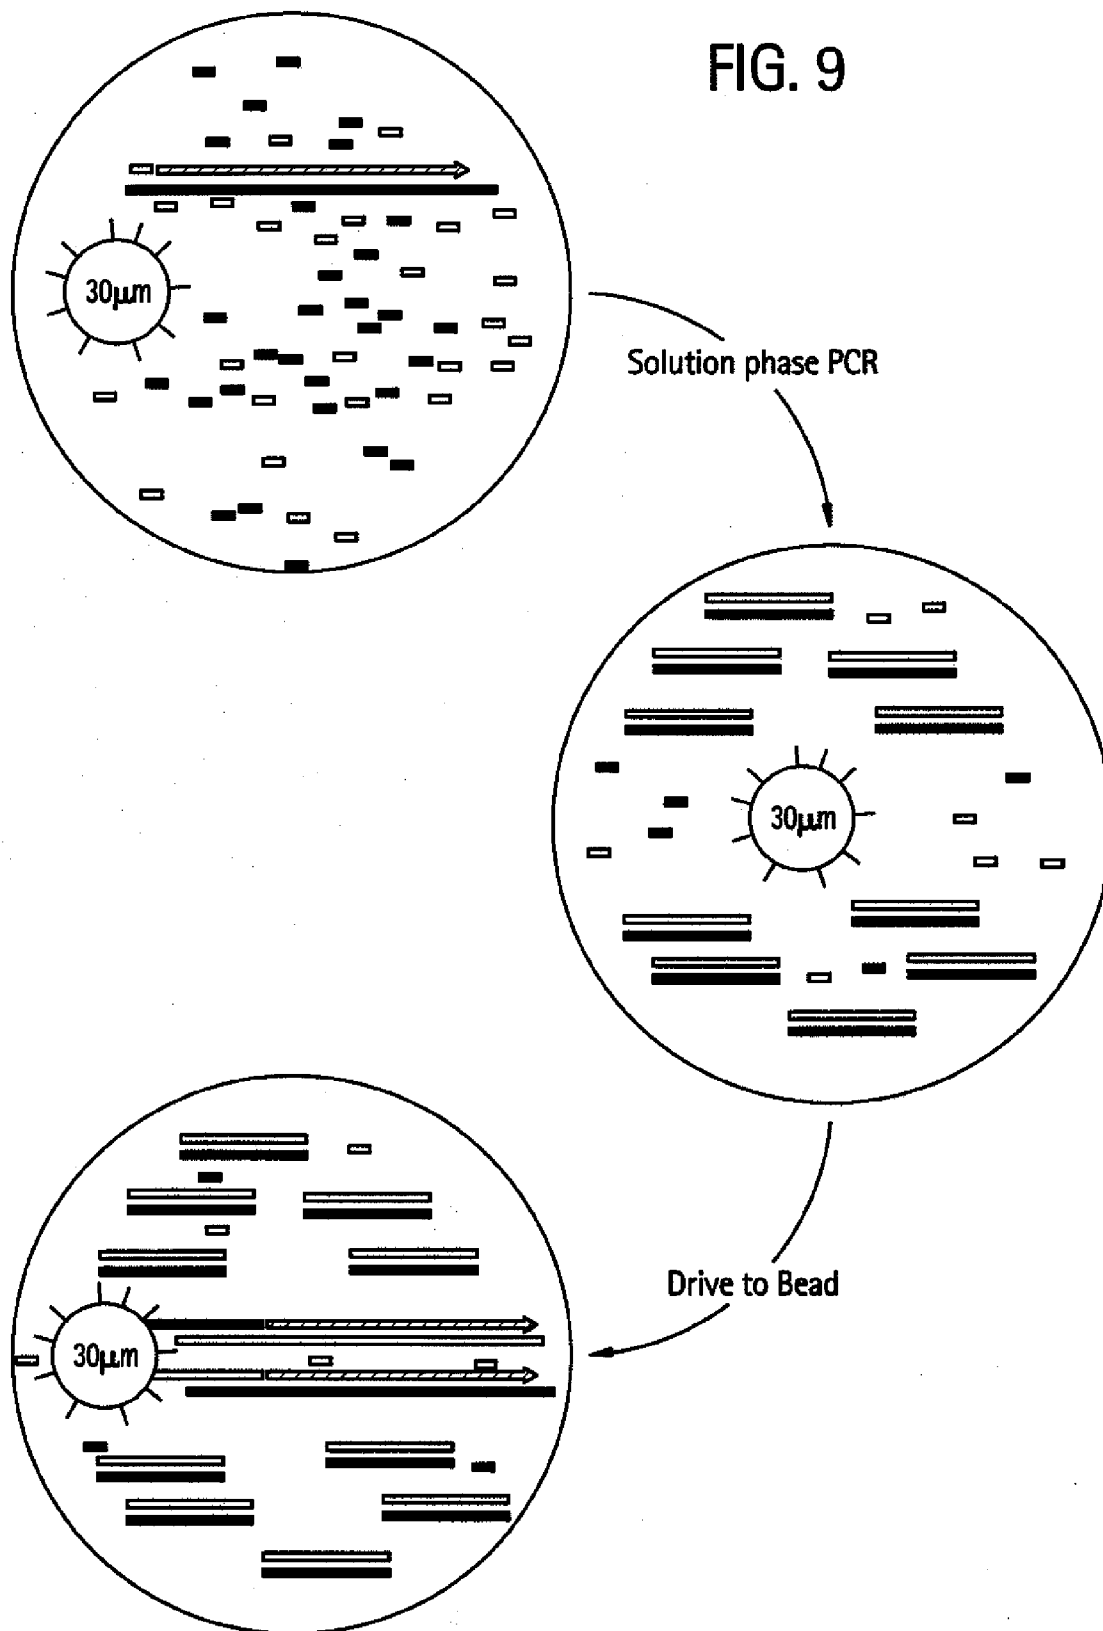 FIG. 9
30μm
Solution phase PCR
30μm
Drive to Bead
30μm